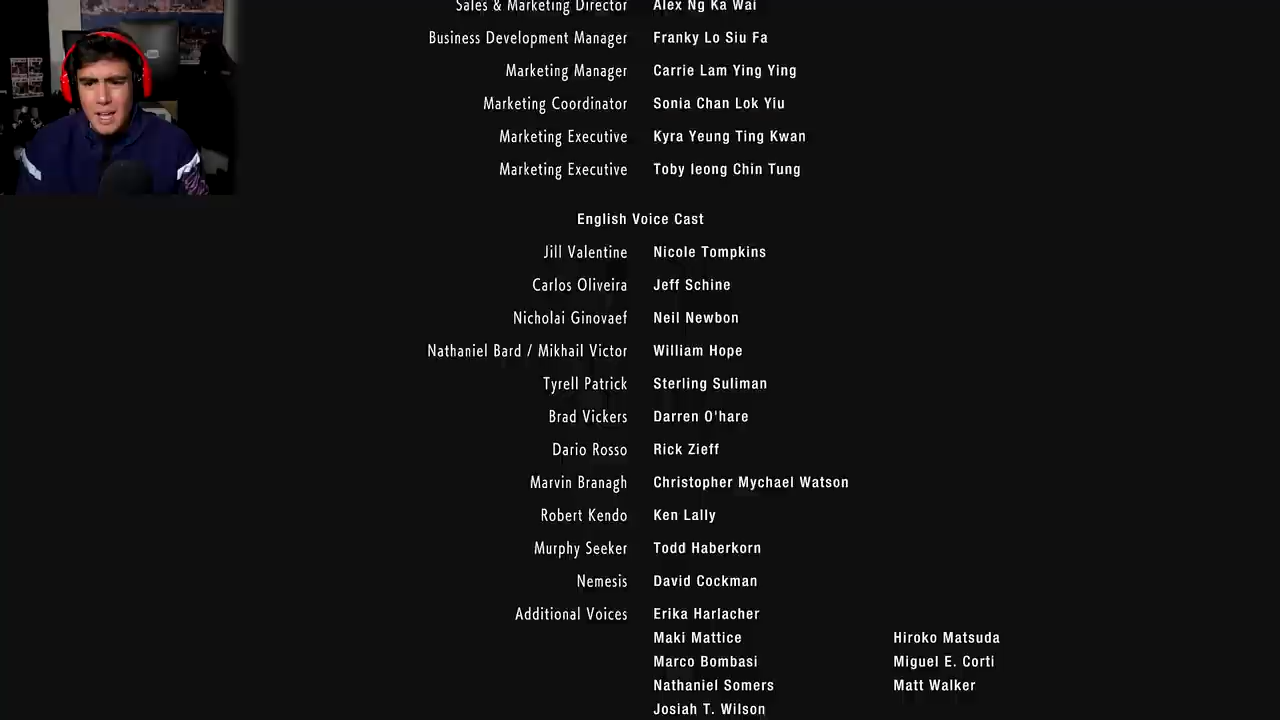 Sales & Marketing Director Alex Ng Ka Wai
Business Development Manager Franky Lo Siu Fa
Marketing Manager Carrie Lam Ying Ying
Marketing Coordinator Sonia Chan Lok Yiu
Marketing Executive Kyra Yeung Ting Kwan
Marketing Executive Toby Ieong Chin Tung
English Voice Cast
Jill Valentine Nicole Tompkins
Carlos Oliveira Jeff Schine
Nicholai Ginovaef Neil Newbon
Nathaniel Bard / Mikhail Victor William Hope
Tyrell Patrick Sterling Suliman
Brad Vickers Darren O'hare
Dario Rosso Rick Zieff
Marvin Branagh Christopher Mychael Watson
Robert Kendo Ken Lally
Murphy Seeker Todd Haberkorn
Nemesis David Cockman
Additional Voices Erika Harlacher
Maki Mattice Hiroko Matsuda
Marco Bombasi Miguel E. Corti
Nathaniel Somers Matt Walker
Josiah T. Wilson